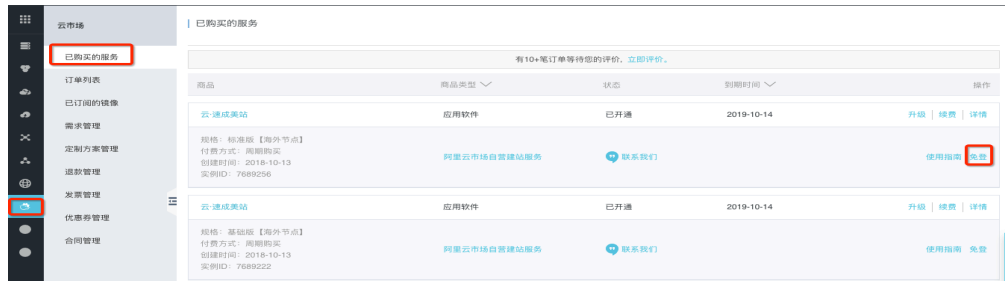 云市场
已购买的服务
订单列表
已订阅的镜像
需求管理
定制方案管理
退款管理
发票管理
优惠券管理
合同管理
已购买的服务
有10+笔订单等待您的评价，立即评价。
商品 商品类型 状态 到期时间 操作
云·速成美站 应用软件 已开通 2019-10-14 升级 | 续费 | 详情
规格：标准版【海外节点】
付费方式：周期购买
创建时间：2018-10-13
实例ID：7689256
阿里云市场自营建站服务 联系我们 使用指南 免登
云·速成美站 应用软件 已开通 2019-10-14 升级 | 续费 | 详情
规格：基础版【海外节点】
付费方式：周期购买
创建时间：2018-10-13
实例ID：7689222
阿里云市场自营建站服务 联系我们 使用指南 免登